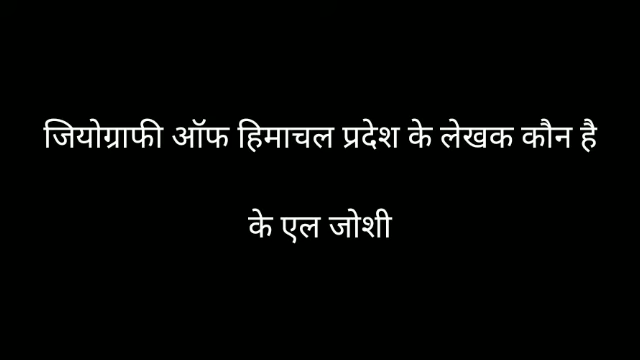 जियोग्राफी ऑफ हिमाचल प्रदेश के लेखक कौन है
के एल जोशी